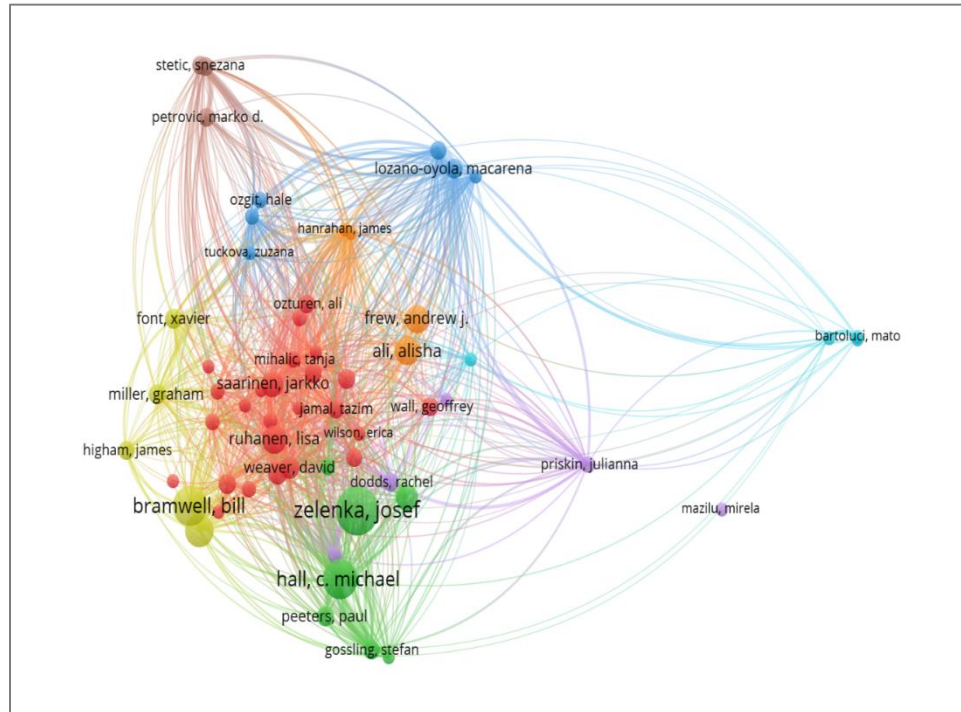 stetic, snezana
petrovic, marko d.
lozano-oyola, macarena
ozgit, hale
hanrahan, james
tuckova, zuzana
ozturen, ali
font, xavier
frew, andrew j.
bartoluci, mato
ali, alisha
mihalic, tanja
saarinen, jarkko
miller, graham
jamal, tazim
wall, geoffrey
wilson, erica
ruhanen, lisa
higham, james
priskin, julianna
weaver, david
dodds, rachel
bramwell, bill
zelenka, josef
mazilu, mirela
hall, c. michael
peeters, paul
gossling, stefan